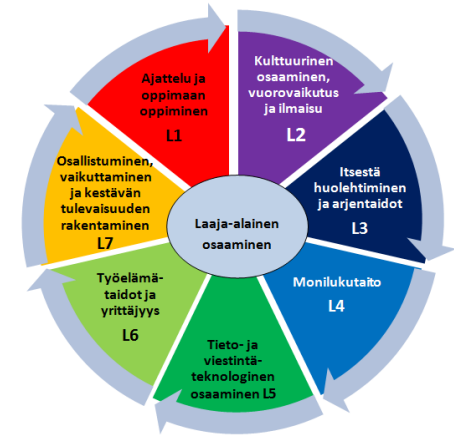 Ajattelu ja
oppimaan
oppiminen
L1
Kulttuurinen
osaaminen,
vuorovaikutus
ja ilmaisu
L2
Itsestä
huolehtiminen
ja arjentaidot
L3
Monilukutaito
L4
Tieto- ja
viestintä-
teknologinen
osaaminen L5
Työelämä-
taidot ja
yrittäjyys
L6
Osallistuminen,
vaikuttaminen
ja kestävän
tulevaisuuden
rakentaminen
L7
Laaja-alainen
osaaminen